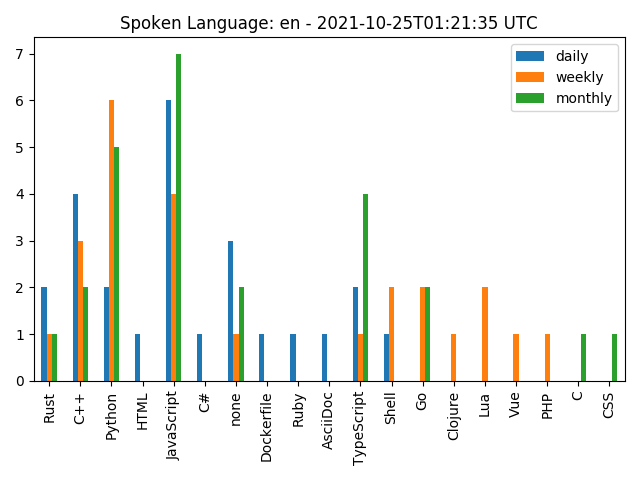 Spoken Language: en - 2021-10-25T01:21:35 UTC
daily
weekly
monthly
7
6
5
4
3
2
1
0
Rust
C++
Python
HTML
JavaScript
C#
none
Dockerfile
Ruby
AsciiDoc
TypeScript
Shell
Go
Clojure
Lua
Vue
PHP
C
CSS